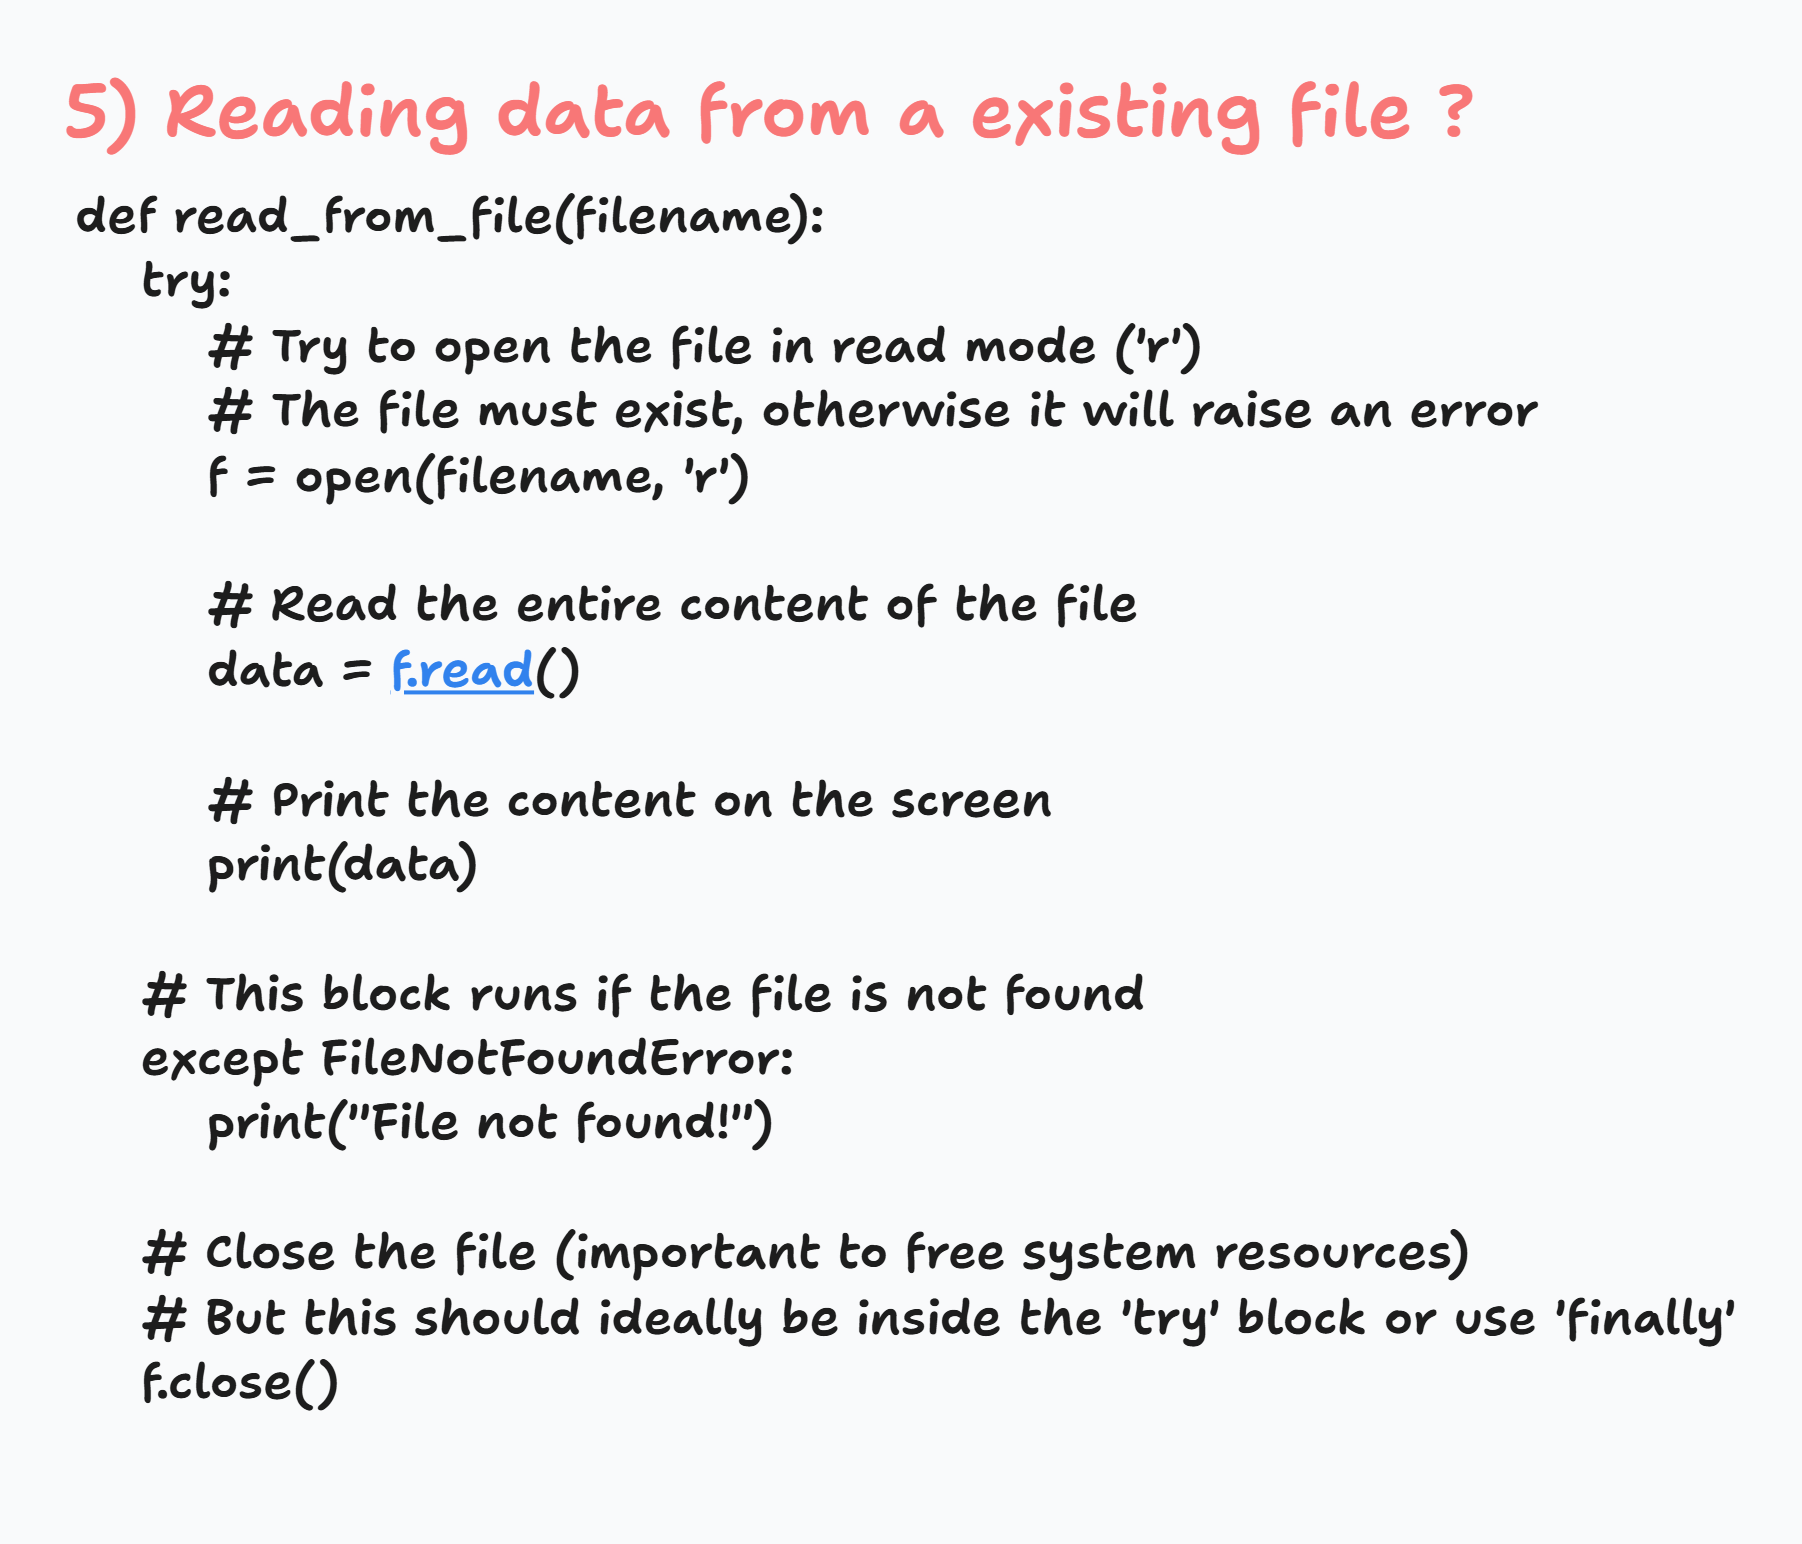 5) Reading data from a existing file ?
def read_from_file(filename):
try:
# Try to open the file in read mode ('r')
# The file must exist, otherwise it will raise an error
f = open(filename, 'r')
# Read the entire content of the file
data = f.read()
# Print the content on the screen
print(data)
# This block runs if the file is not found
except FileNotFoundError:
print("File not found!")
# Close the file (important to free system resources)
# But this should ideally be inside the 'try' block or use 'finally'
f.close()